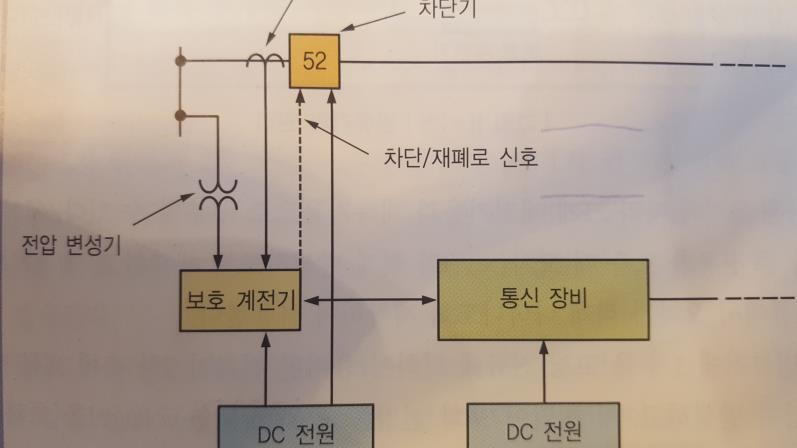 차단기
52
차단/재폐로 신호
전압 변성기
보호 계전기
통신 장비
DC 전원
DC 전원